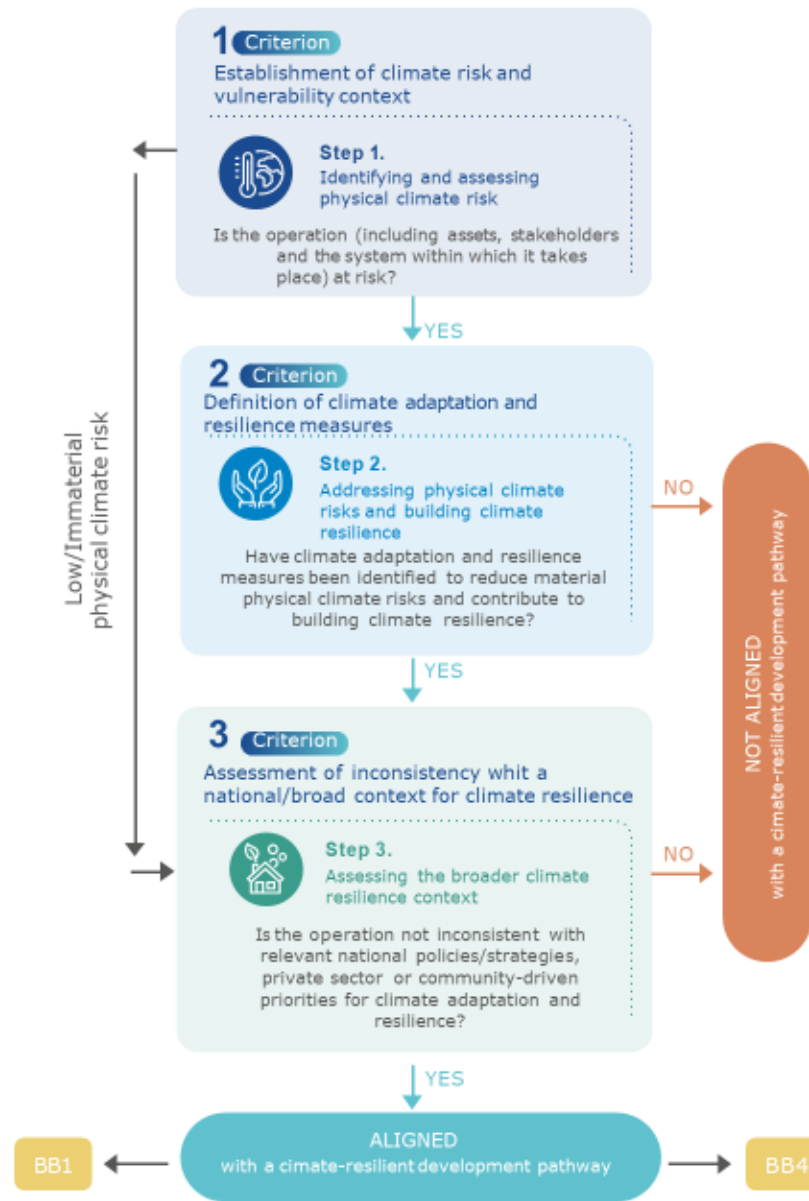 1 Criterion
Establishment of climate risk and
vulnerability context
Step 1.
Identifying and assessing
physical climate risk
Is the operation (including assets, stakeholders
and the system within which it takes
place) at risk?
YES
Low/Immaterial
physical climate risk
2 Criterion
Definition of climate adaptation and
resilience measures
Step 2.
Addressing physical climate
risks and building climate
resilience
Have climate adaptation and resilience
measures been identified to reduce material
physical climate risks and contribute to
building climate resilience?
NO
YES
NOT ALIGNED
with a cimate-resilient development pathway
3 Criterion
Assessment of inconsistency whit a
national/broad context for climate resilience
Step 3.
Assessing the broader climate
resilience context
Is the operation not inconsistent with
relevant national policies/strategies,
private sector or community-driven
priorities for climate adaptation and
resilience?
NO
YES
ALIGNED
with a cimate-resilient development pathway
BB1
BB4